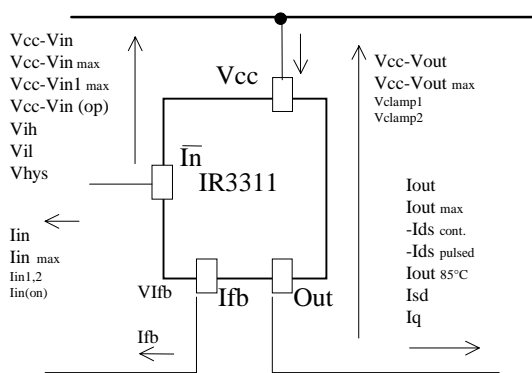 Vcc-Vin
Vcc-Vin max
Vcc-Vin1 max
Vcc-Vin (op)
Vih
Vil
Vhys
Iin
Iin max
Iin1,2
Iin(on)
Vcc
In
IR3311
VIfb
Ifb
Out
Ifb
Vcc-Vout
Vcc-Vout max
Vclamp1
Vclamp2
Iout
Iout max
-Ids cont.
-Ids pulsed
Iout 85°C
Isd
Iq